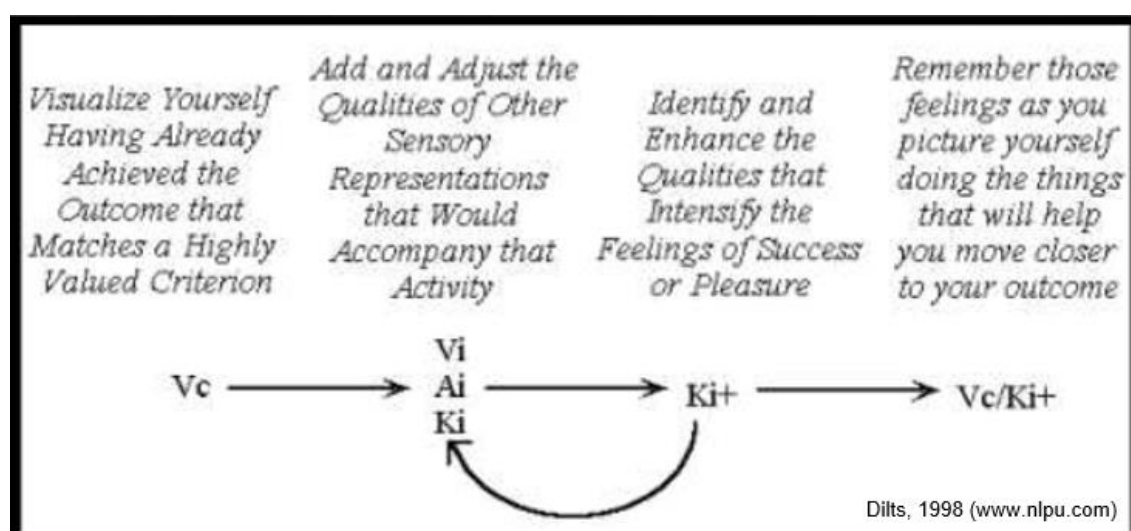 Visualize Yourself
Having Already
Achieved the
Outcome that
Matches a Highly
Valued Criterion
Add and Adjust the
Qualities of Other
Sensory
Representations
that Would
Accompany that
Activity
Identify and
Enhance the
Qualities that
Intensify the
Feelings of Success
or Pleasure
Remember those
feelings as you
picture yourself
doing the things
that will help
you move closer
to your outcome
Vc
Vi
Ai
Ki
Ki+
Vc/Ki+
Dilts, 1998 (www.nlpu.com)